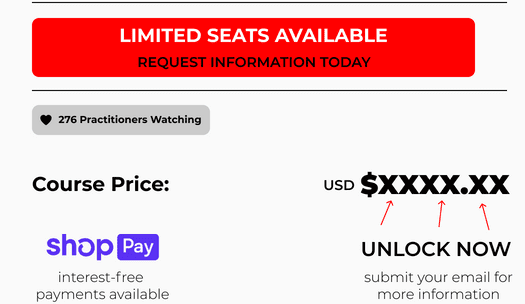 LIMITED SEATS AVAILABLE
REQUEST INFORMATION TODAY
276 Practitioners Watching
Course Price:
USD $XXXX.XX
shop Pay
interest-free
payments available
UNLOCK NOW
submit your email for
more information